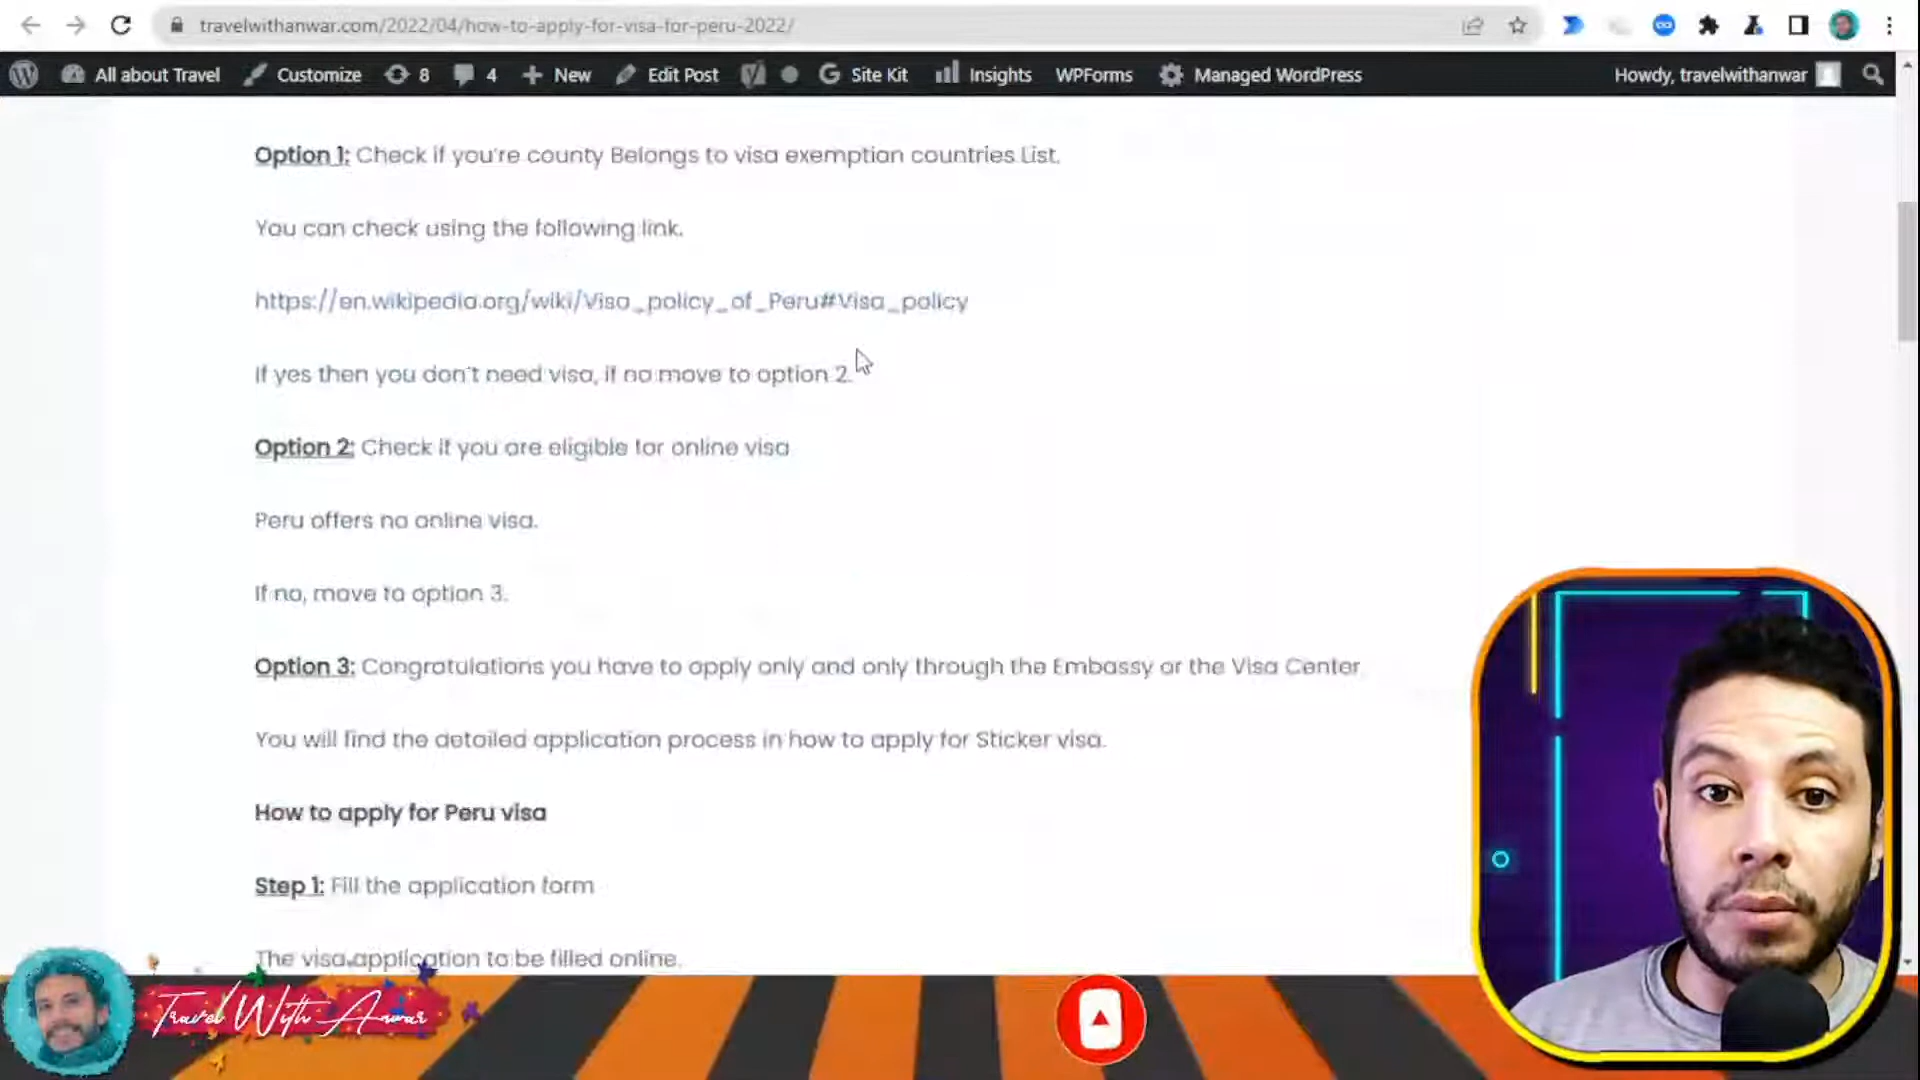 travelwithanwar.com/2022/04/how-to-apply-for-visa-for-peru-2022/
All about Travel Customize 8 4 New Edit Post Site Kit Insights WPForms Managed WordPress Howdy, travelwithanwar
Option 1: Check if you're county Belongs to visa exemption countries List.
You can check using the following link.
https://en.wikipedia.org/wiki/Visa_policy_of_Peru#Visa_policy
If yes then you don't need visa, if no move to option 2.
Option 2: Check if you are eligible for online visa
Peru offers no online visa.
If no, move to option 3.
Option 3: Congratulations you have to apply only and only through the Embassy or the Visa Center.
You will find the detailed application process in how to apply for Sticker visa.
How to apply for Peru visa
Step 1: Fill the application form
The visa application to be filled online.
Travel With Anwar